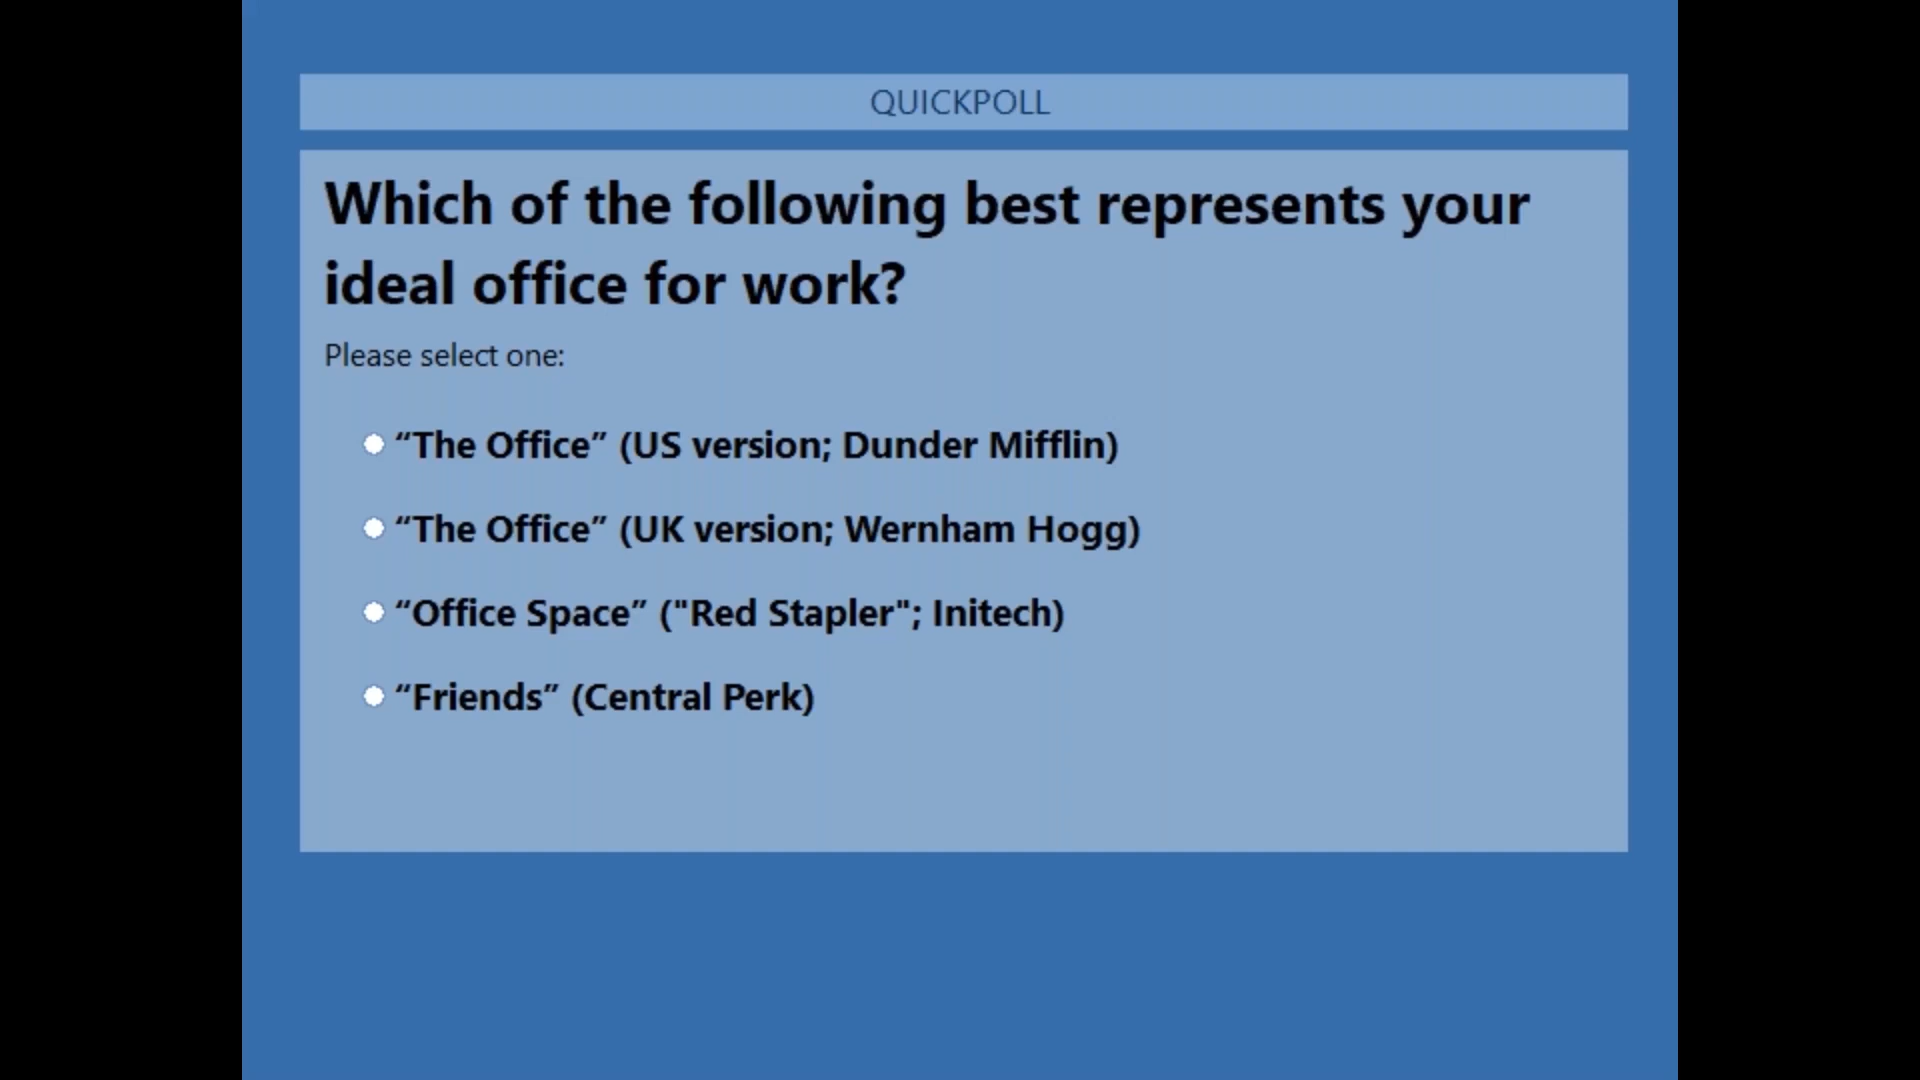 QUICKPOLL
Which of the following best represents your
ideal office for work?
Please select one:
“The Office” (US version; Dunder Mifflin)
“The Office” (UK version; Wernham Hogg)
“Office Space” ("Red Stapler"; Initech)
“Friends” (Central Perk)